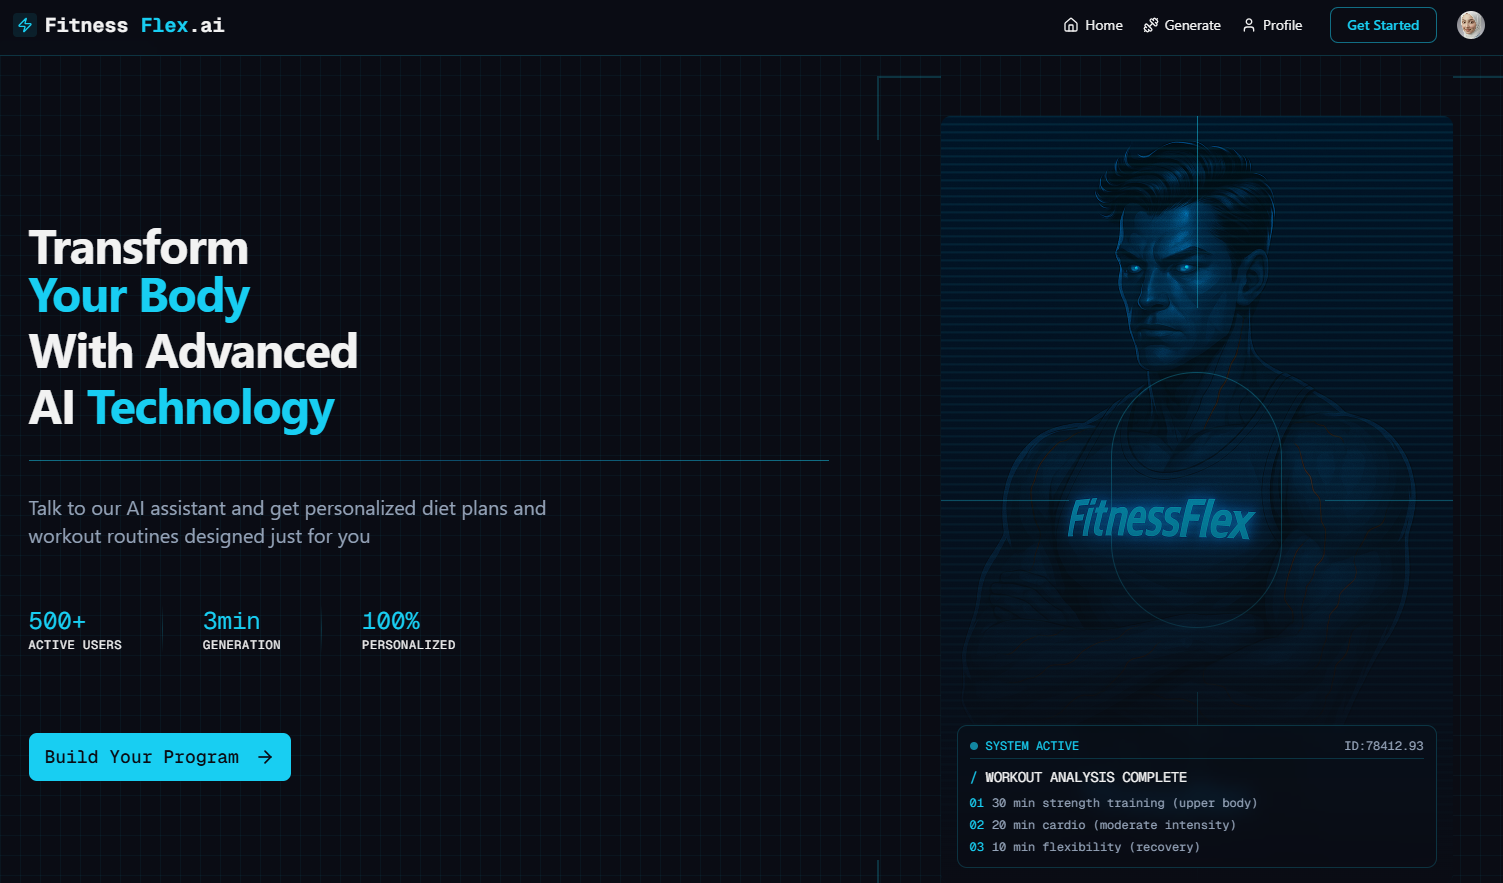 Fitness Flex.ai
Home
Generate
Profile
Get Started
Transform
Your Body
With Advanced
AI Technology
Talk to our AI assistant and get personalized diet plans and
workout routines designed just for you
500+
ACTIVE USERS
3min
GENERATION
100%
PERSONALIZED
Build Your Program →
FitnessFlex
SYSTEM ACTIVE
ID:78412.93
/ WORKOUT ANALYSIS COMPLETE
01 30 min strength training (upper body)
02 20 min cardio (moderate intensity)
03 10 min flexibility (recovery)